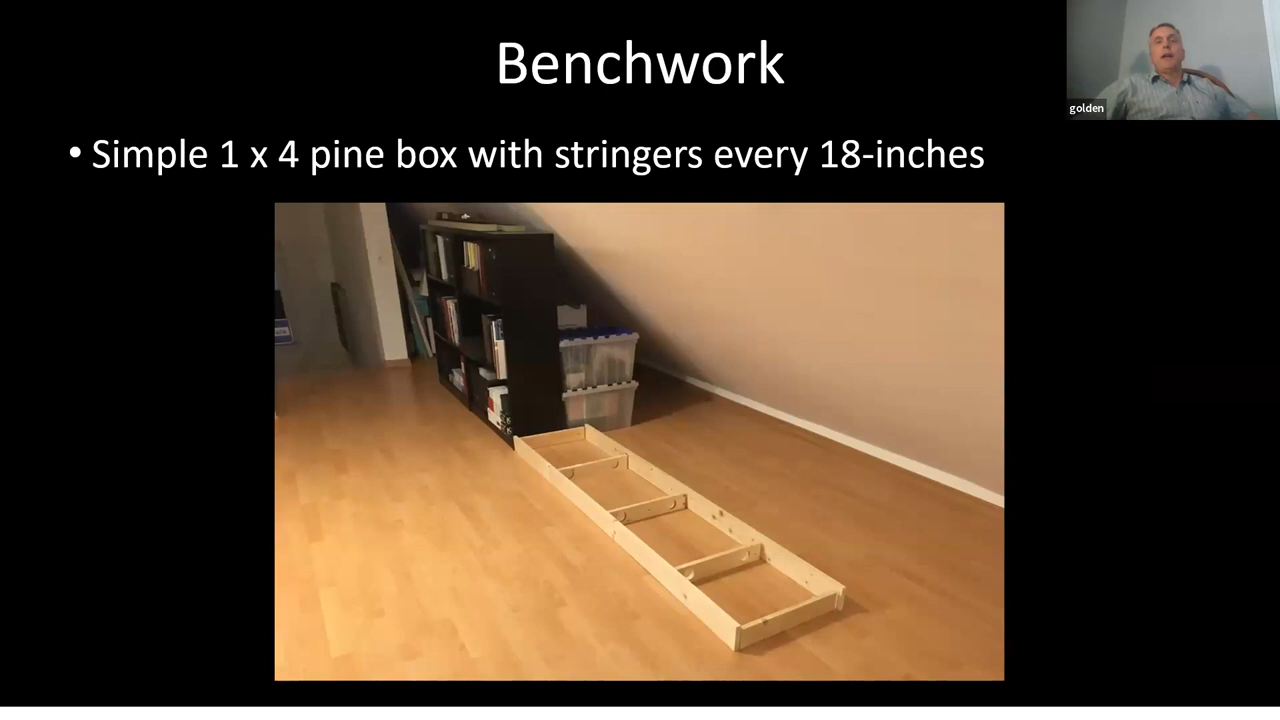 Benchwork
golden
• Simple 1 x 4 pine box with stringers every 18-inches